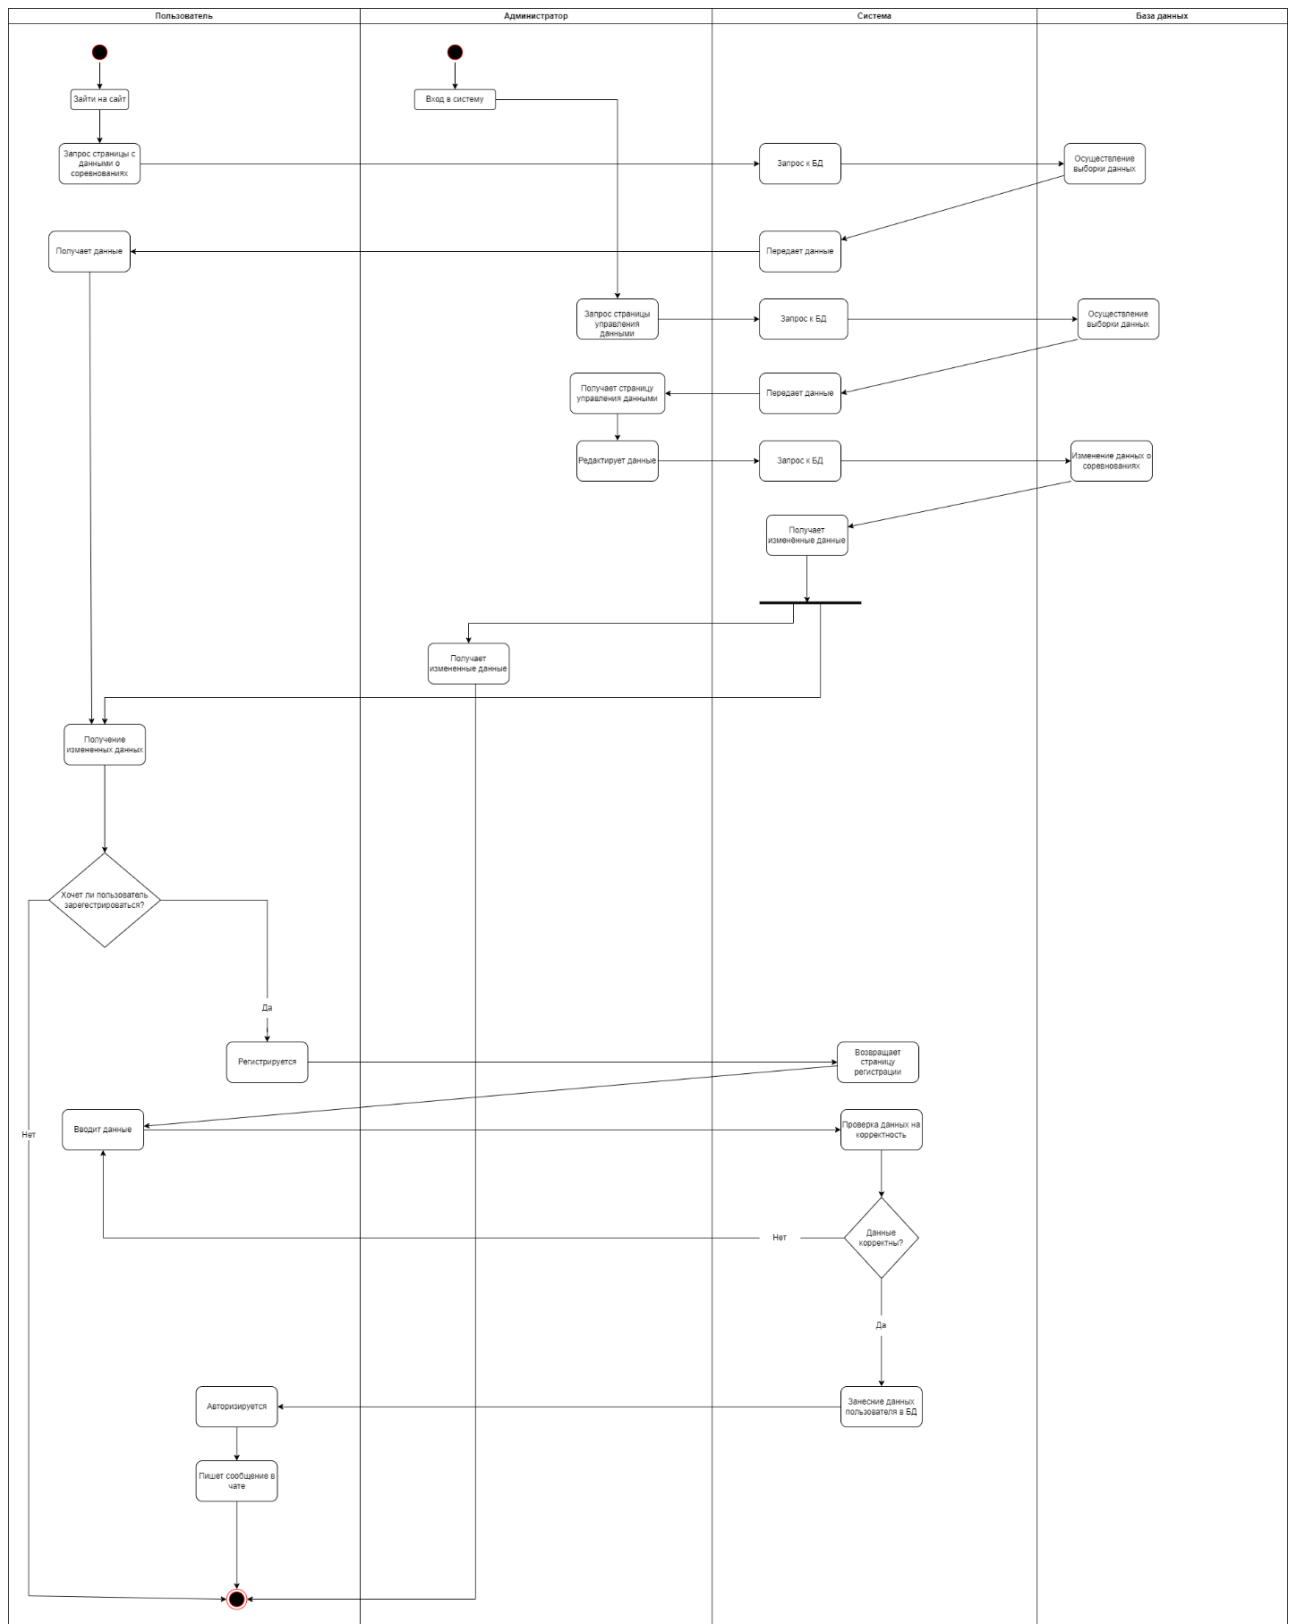 Пользователь
Администратор
Система
База данных
Зайти на сайт
Вход в систему
Запрос страницы с
данными о
соревнованиях
Запрос к БД
Осуществление
выборки данных
Получает данные
Передает данные
Запрос страницы
управления
данными
Запрос к БД
Осуществление
выборки данных
Получает страницу
управления данными
Передает данные
Редактирует данные
Запрос к БД
Изменение данных о
соревнованиях
Получает
изменённые данные
Получает
измененные данные
Получение
измененных данных
Хочет ли пользователь
зарегестрироваться?
Да
Регистрируется
Возвращает
страницу
регистрации
Нет
Вводит данные
Проверка данных на
корректность
Нет
Данные
корректны?
Да
Авторизируется
Занесние данных
пользователя в БД
Пишет сообщение в
чате